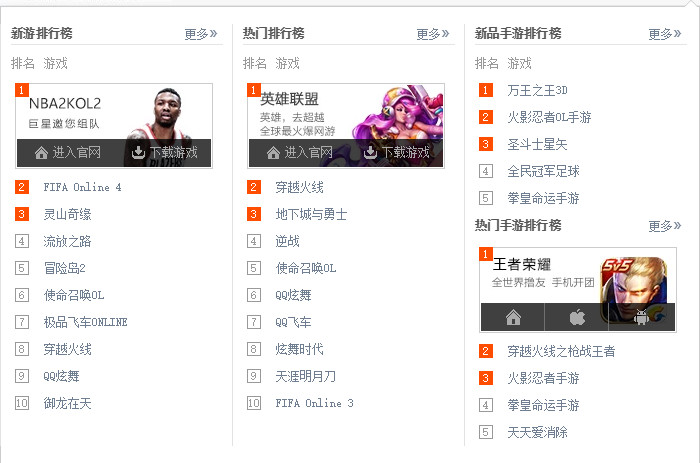 新游排行榜 更多»
排名 游戏
1
NBA2KOL2
巨星邀您组队
进入官网 下载游戏
2 FIFA Online 4
3 灵山奇缘
4 流放之路
5 冒险岛2
6 使命召唤OL
7 极品飞车ONLINE
8 穿越火线
9 QQ炫舞
10 御龙在天
热门排行榜 更多»
排名 游戏
1
英雄联盟
英雄，去超越
全球最火爆网游
进入官网 下载游戏
2 穿越火线
3 地下城与勇士
4 逆战
5 使命召唤OL
6 QQ炫舞
7 QQ飞车
8 炫舞时代
9 天涯明月刀
10 FIFA Online 3
新品手游排行榜 更多»
排名 游戏
1 万王之王3D
2 火影忍者OL手游
3 圣斗士星矢
4 全民冠军足球
5 拳皇命运手游
热门手游排行榜 更多»
1
王者荣耀
全世界撸友 手机开团
5v5
2 穿越火线之枪战王者
3 火影忍者手游
4 拳皇命运手游
5 天天爱消除